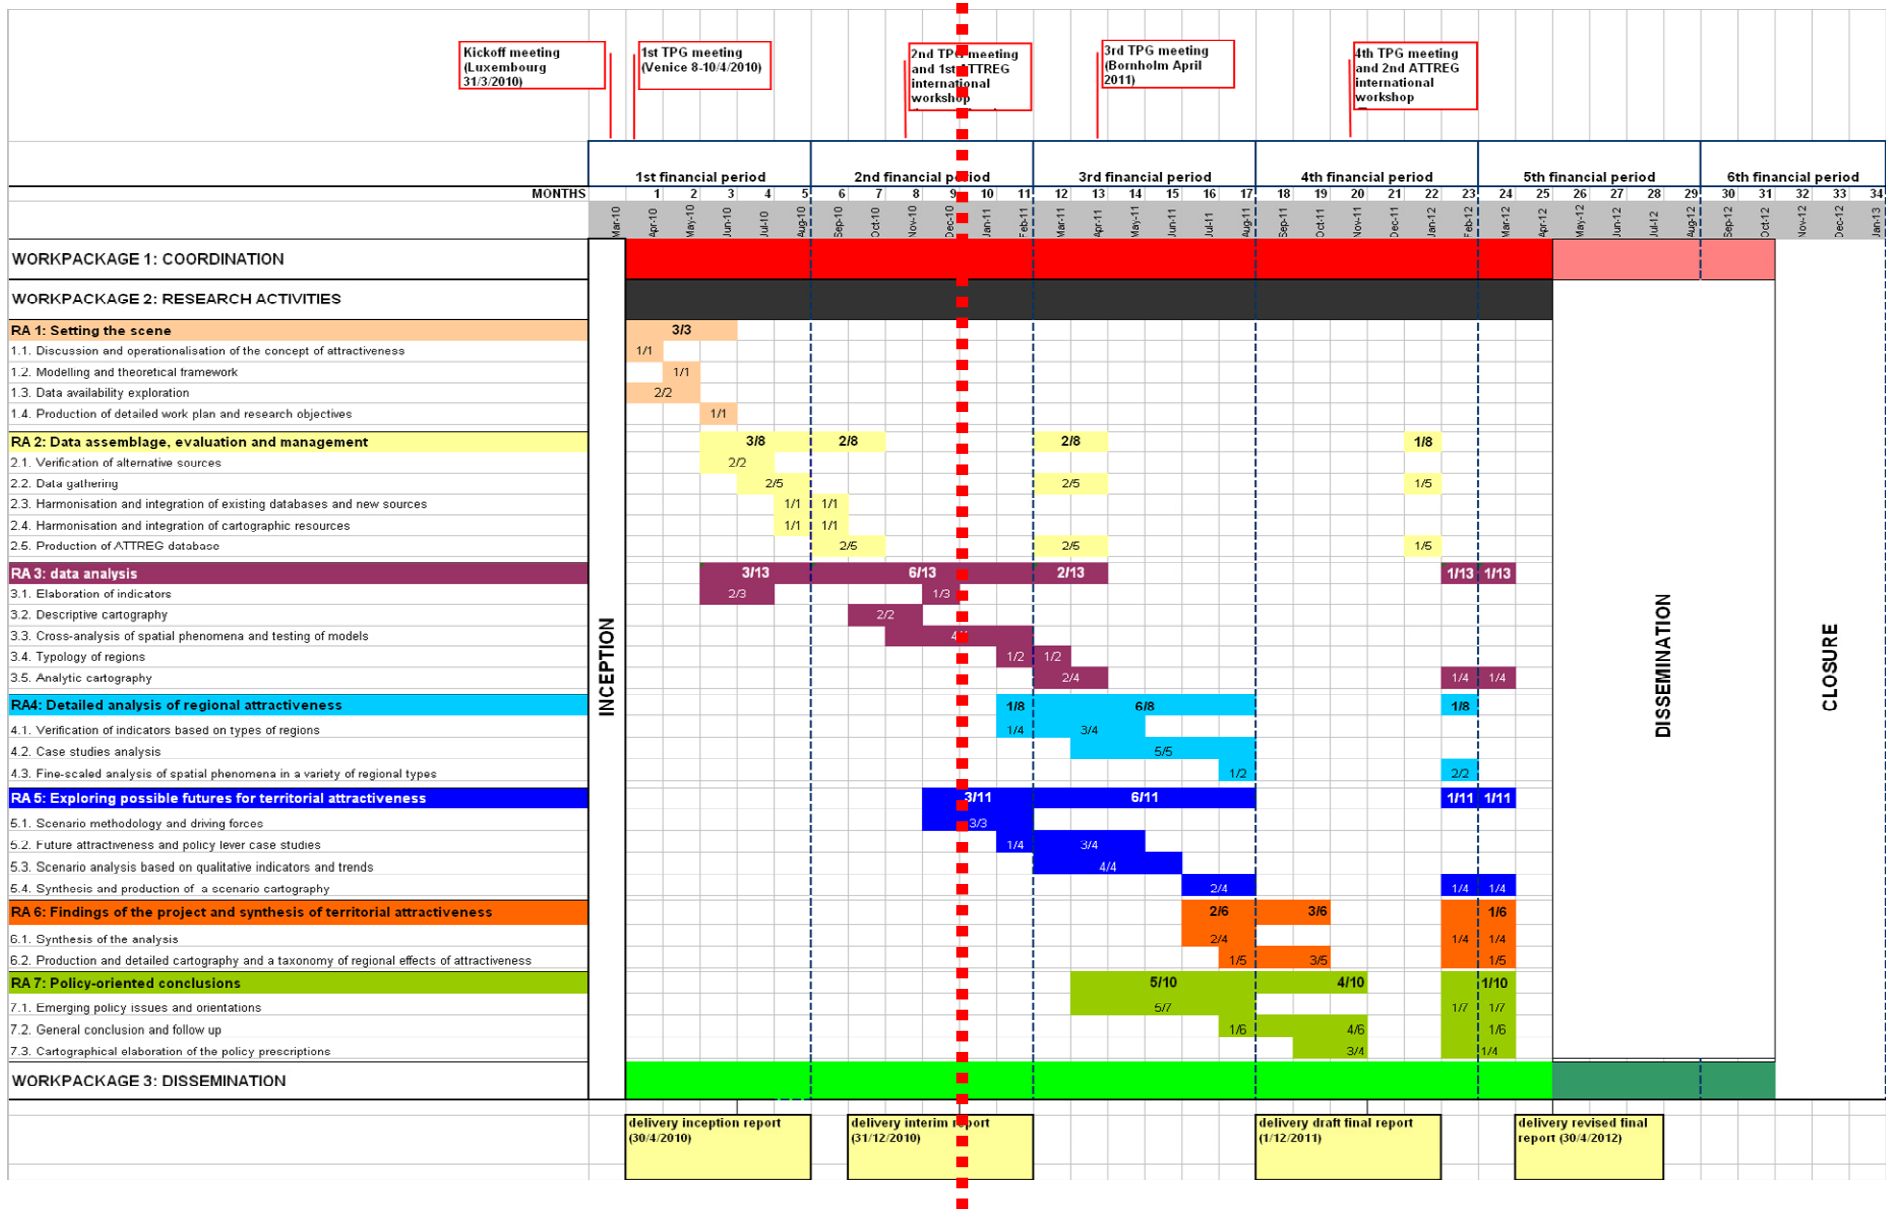 Kickoff meeting
(Luxembourg
31/3/2010)
1st TPG meeting
(Venice 8-10/4/2010)
2nd TPG meeting
and 1st ATTREG
international
workshop
3rd TPG meeting
(Bornholm April
2011)
4th TPG meeting
and 2nd ATTREG
international
workshop
1st financial period 2nd financial period 3rd financial period 4th financial period 5th financial period 6th financial period
MONTHS 1 2 3 4 5 6 7 8 9 10 11 12 13 14 15 16 17 18 19 20 21 22 23 24 25 26 27 28 29 30 31 32 33 34
Mar-10 Apr-10 May-10 Jun-10 Jul-10 Aug-10 Sep-10 Oct-10 Nov-10 Dec-10 Jan-11 Feb-11 Mar-11 Apr-11 May-11 Jun-11 Jul-11 Aug-11 Sep-11 Oct-11 Nov-11 Dec-11 Jan-12 Feb-12 Mar-12 Apr-12 May-12 Jun-12 Jul-12 Aug-12 Sep-12 Oct-12 Nov-12 Dec-12 Jan-13
WORKPACKAGE 1: COORDINATION
WORKPACKAGE 2: RESEARCH ACTIVITIES
RA 1: Setting the scene 3/3
1.1. Discussion and operationalisation of the concept of attractiveness 1/1
1.2. Modelling and theoretical framework 1/1
1.3. Data availability exploration 2/2
1.4. Production of detailed work plan and research objectives 1/1
RA 2: Data assemblage, evaluation and management 3/8 2/8 2/8 1/8
2.1. Verification of alternative sources 2/2
2.2. Data gathering 2/5 2/5 1/5
2.3. Harmonisation and integration of existing databases and new sources 1/1 1/1
2.4. Harmonisation and integration of cartographic resources 1/1 1/1
2.5. Production of ATTREG database 2/5 2/5 1/5
RA 3: data analysis 3/13 6/13 2/13 1/13 1/13
3.1. Elaboration of indicators 2/3 1/3
3.2. Descriptive cartography 2/2
3.3. Cross-analysis of spatial phenomena and testing of models
3.4. Typology of regions 1/2 1/2
3.5. Analytic cartography 2/4 1/4 1/4
RA4: Detailed analysis of regional attractiveness 1/8 6/8 1/8
4.1. Verification of indicators based on types of regions 1/4 3/4
4.2. Case studies analysis 5/5
4.3. Fine-scaled analysis of spatial phenomena in a variety of regional types 1/2 2/2
RA 5: Exploring possible futures for territorial attractiveness 3/11 6/11 1/11 1/11
5.1. Scenario methodology and driving forces 3/3
5.2. Future attractiveness and policy lever case studies 1/4 3/4
5.3. Scenario analysis based on qualitative indicators and trends 4/4
5.4. Synthesis and production of a scenario cartography 2/4 1/4 1/4
RA 6: Findings of the project and synthesis of territorial attractiveness 2/6 3/6 1/6
6.1. Synthesis of the analysis 2/4 1/4 1/4
6.2. Production and detailed cartography and a taxonomy of regional effects of attractiveness 1/5 3/5 1/5
RA 7: Policy-oriented conclusions 5/10 4/10 1/10
7.1. Emerging policy issues and orientations 5/7 1/7 1/7
7.2. General conclusion and follow up 1/6 4/6 1/6
7.3. Cartographical elaboration of the policy prescriptions 3/4 1/4
INCEPTION
DISSEMINATION
CLOSURE
WORKPACKAGE 3: DISSEMINATION
delivery inception report
(30/4/2010)
delivery interim report
(31/12/2010)
delivery draft final report
(1/12/2011)
delivery revised final
report (30/4/2012)